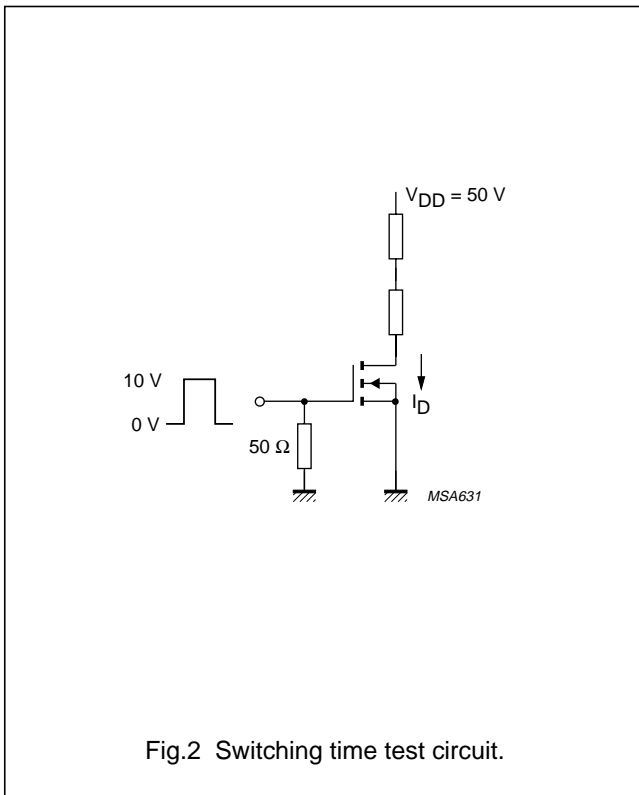 V_DD = 50 V
10 V
0 V
I_D
50 Ω
MSA631
Fig.2 Switching time test circuit.